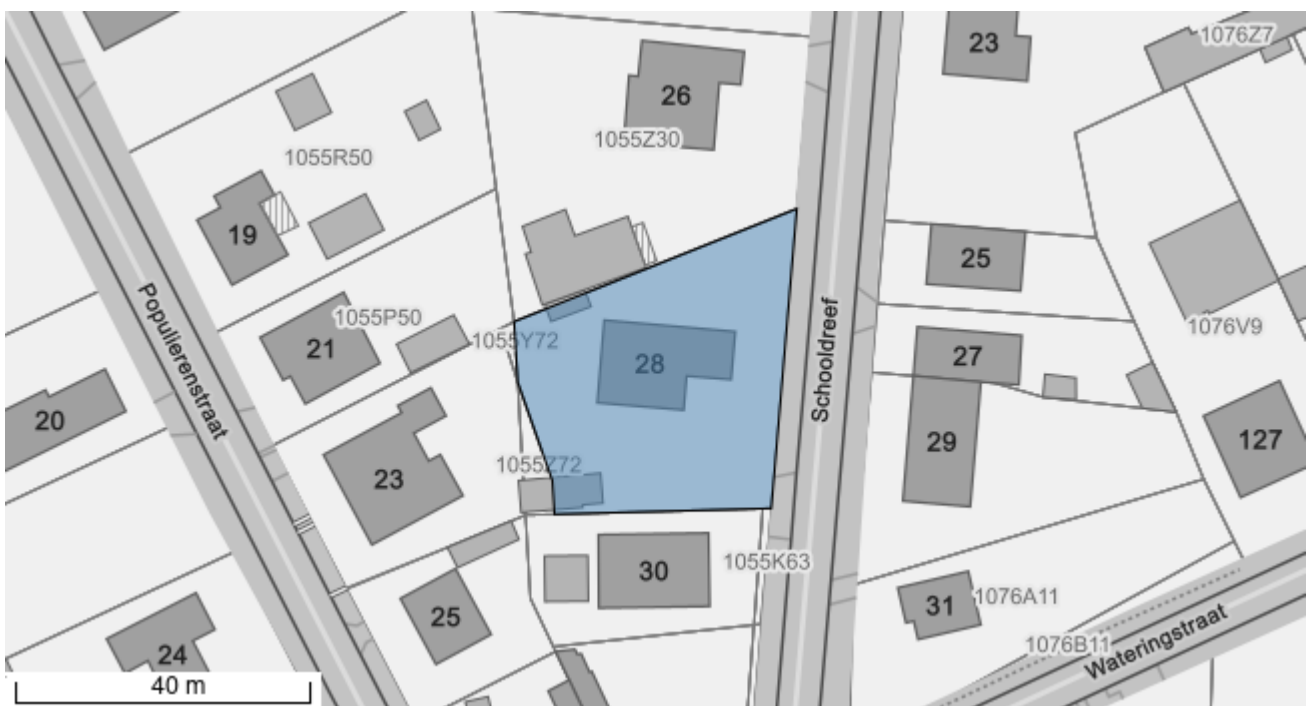 23
1076Z7
26
1055Z30
1055R50
19
25
Populierenstraat
1055P50
21
1055Y72
28
Schooldreef
27
1076V9
20
23
1055Z72
29
127
30
1055K63
25
31
1076A11
1076B11
Wateringstraat
24
40 m